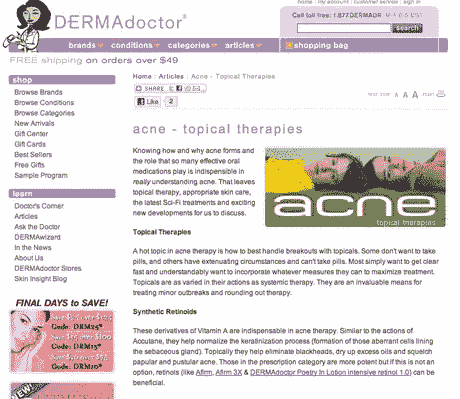 home | my account | customer service | sign in
DERMAdoctor®
Call toll free: 1.877.DERMADR
search
brands conditions categories articles shopping bag
FREE shipping on orders over $49
shop
Browse Brands
Browse Conditions
Browse Categories
New Arrivals
Gift Center
Gift Cards
Best Sellers
Free Gifts
Sample Program
learn
Doctor's Corner
Articles
Ask the Doctor
DERMAwizard
In the News
About Us
DERMAdoctor Stores
Skin Insight Blog
FINAL DAYS to SAVE!
Code: DRM25*
Save $15 over $100
Code: DRM15*
Code: DRM10*
Home : Articles : Acne - Topical Therapies
SHARE
Like 2
TEXT SIZE A A A PRINT
acne - topical therapies
Knowing how and why acne forms and
the role that so many effective oral
medications play is indispensible in
really understanding acne. That leaves
topical therapy, appropriate skin care,
the latest Sci-Fi treatments and exciting
new developments for us to discuss.
acne
topical therapies
Topical Therapies
A hot topic in acne therapy is how to best handle breakouts with topicals. Some don't want to take
pills, and others have extenuating circumstances and can't take pills. Most simply want to get clear
fast and understandably want to incorporate whatever measures they can to maximize treatment.
Topicals are as varied in their actions as systemic therapy. They are an invaluable means for
treating minor outbreaks and rounding out therapy.
Synthetic Retinoids
These derivatives of Vitamin A are indispensable in acne therapy. Similar to the actions of
Accutane, they help normalize the keratinization process (formation of those aberrant cells lining
the sebaceous gland). Topically they help eliminate blackheads, dry up excess oils and squelch
papular and pustular acne. Those in the prescription category are more potent but if this is not an
option, retinols (like Afirm, Afirm 3X & DERMAdoctor Poetry In Lotion intensive retinol 1.0) can be
beneficial.